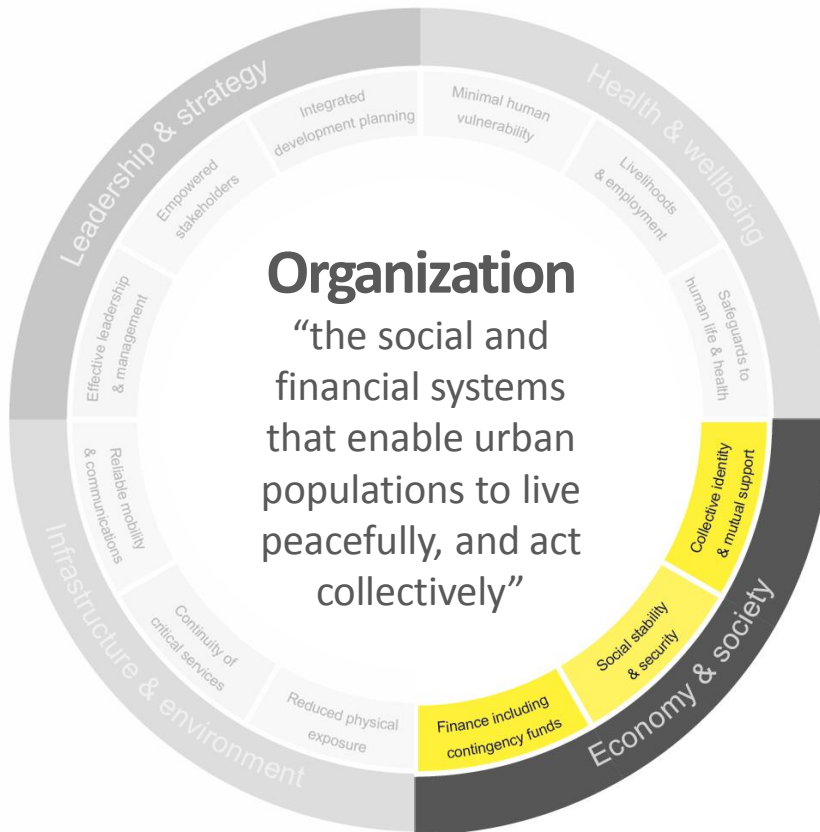 Leadership & strategy
Health & wellbeing
Integrated
development planning
Minimal human
vulnerability
Empowered
stakeholders
Livelihoods
& employment
Effective leadership
& management
Safeguards to
human life & health
Organization
“the social and
financial systems
that enable urban
populations to live
peacefully, and act
collectively”
Reliable mobility
& communications
Collective identity
& mutual support
Continuity of
critical services
Social stability
& security
Reduced physical
exposure
Finance including
contingency funds
Infrastructure & environment
Economy & society